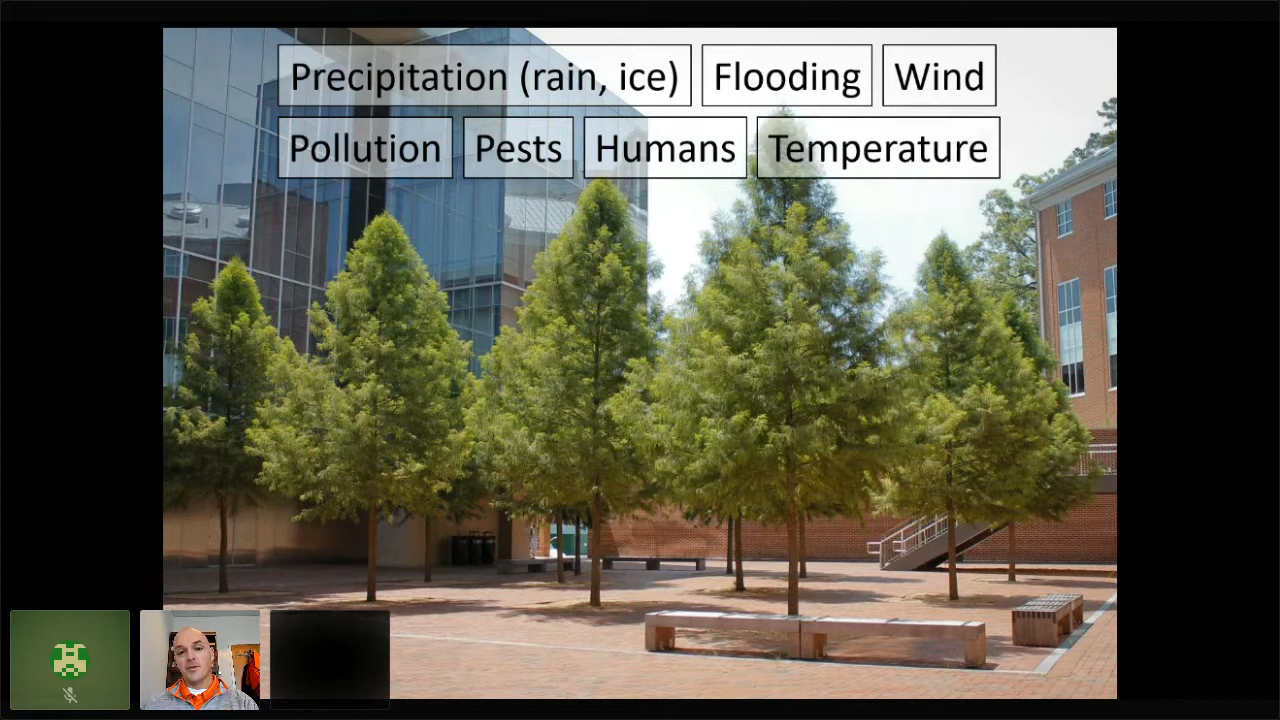 Precipitation (rain, ice) Flooding Wind
Pollution Pests Humans Temperature